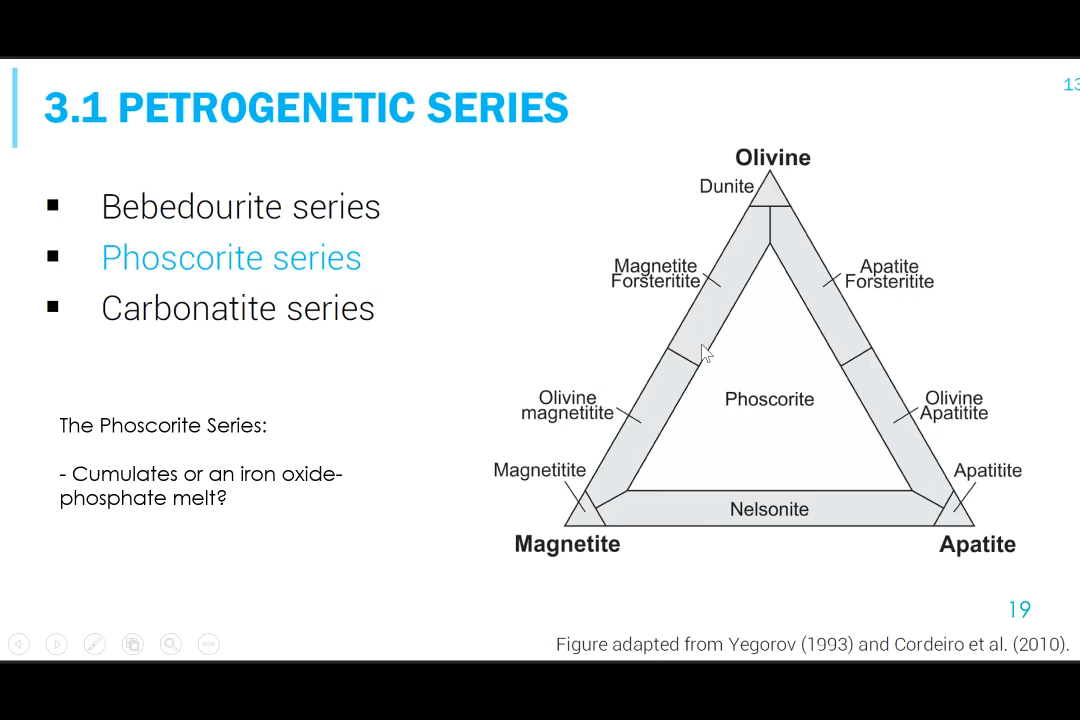 13
3.1 PETROGENETIC SERIES
Bebedourite series
Phoscorite series
Carbonatite series
The Phoscorite Series:
- Cumulates or an iron oxide-
phosphate melt?
Olivine
Dunite
Magnetite
Forsteritite
Apatite
Forsteritite
Olivine
magnetitite
Phoscorite
Olivine
Apatitite
Magnetitite
Apatitite
Nelsonite
Magnetite
Apatite
19
Figure adapted from Yegorov (1993) and Cordeiro et al. (2010).